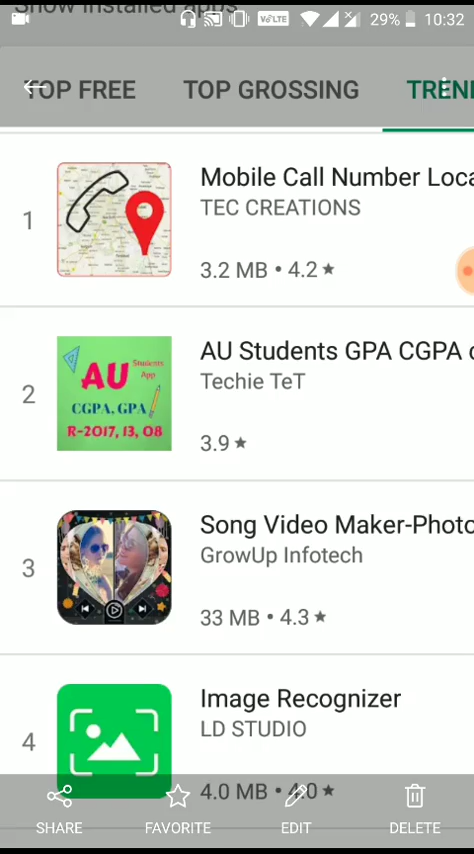 Show installed apps
VoLTE 29% 10:32
TOP FREE TOP GROSSING TREN
1
Mobile Call Number Loca
TEC CREATIONS
3.2 MB • 4.2 ★
2
AU Students App
CGPA, GPA
R-2017, 13, 08
AU Students GPA CGPA c
Techie TeT
3.9 ★
3
Song Video Maker-Photo
GrowUp Infotech
33 MB • 4.3 ★
4
Image Recognizer
LD STUDIO
4.0 MB • 4.0 ★
SHARE FAVORITE EDIT DELETE